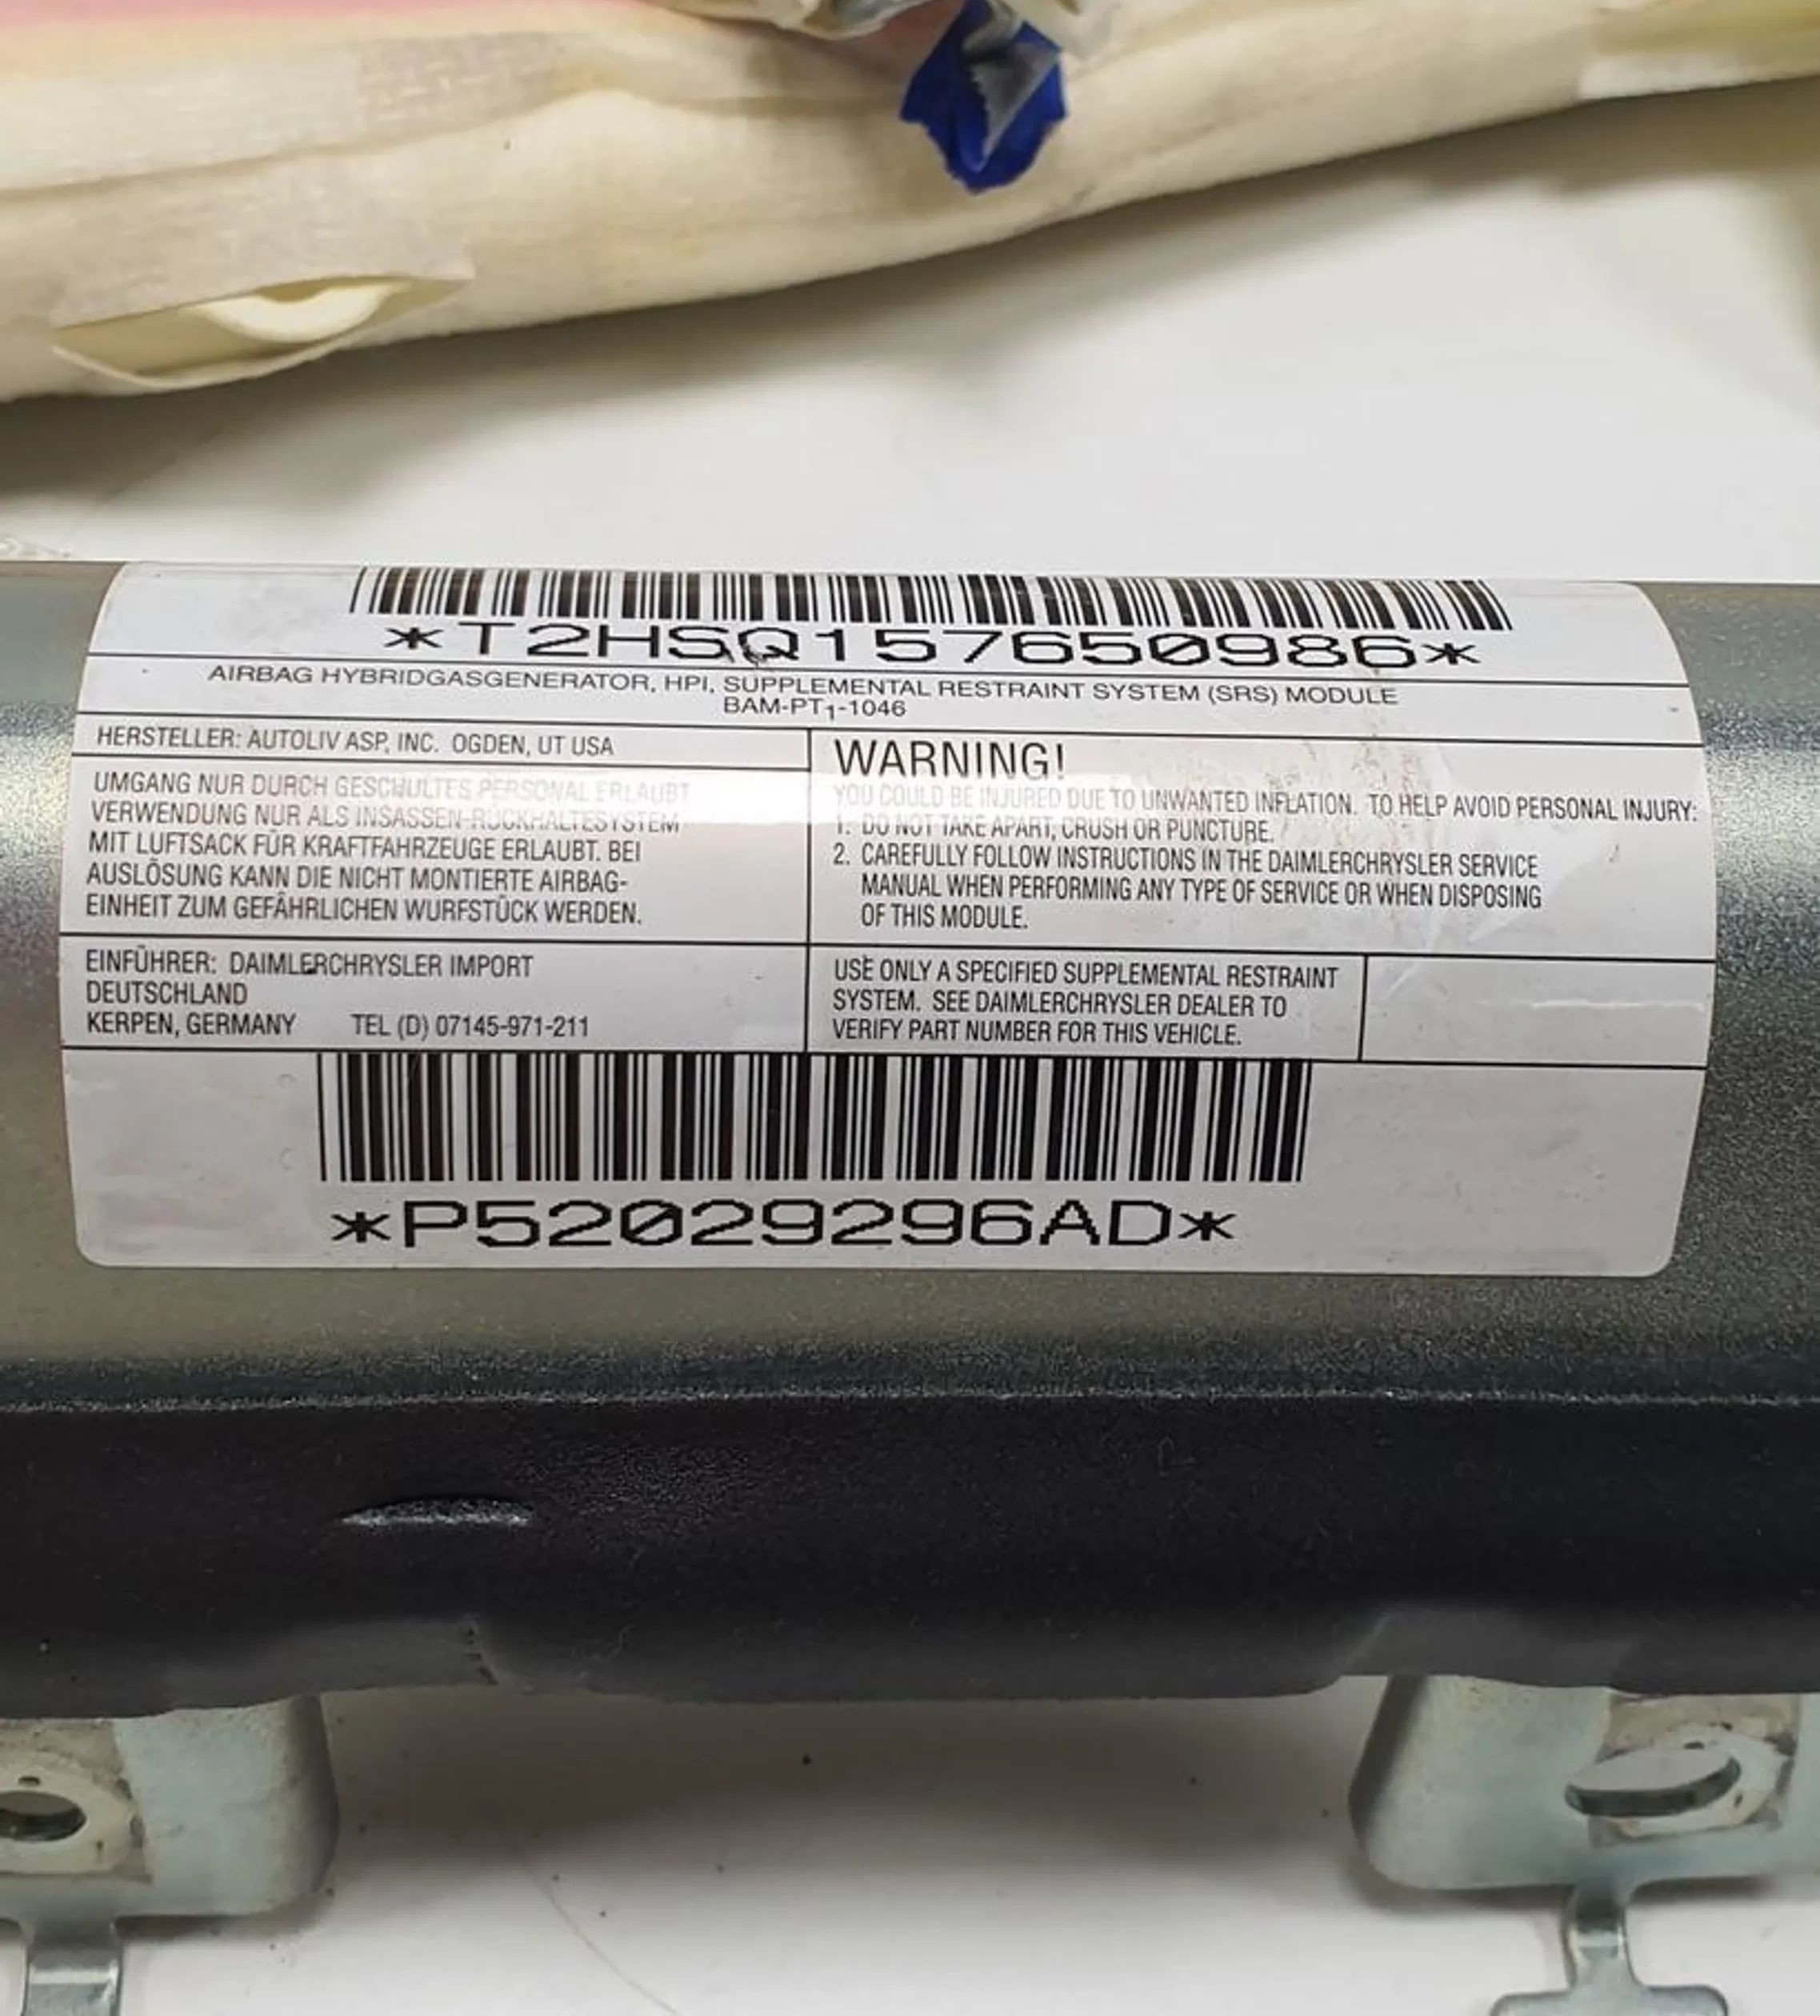 *T2HSQ157650986*
AIRBAG HYBRIDGASGENERATOR, HPI, SUPPLEMENTAL RESTRAINT SYSTEM (SRS) MODULE
BAM-PT1-1046
HERSTELLER: AUTOLIV ASP, INC. OGDEN, UT USA
UMGANG NUR DURCH GESCHULTES PERSONAL ERLAUBT
VERWENDUNG NUR ALS INSASSEN-RÜCKHALTESYSTEM
MIT LUFTSACK FÜR KRAFTFAHRZEUGE ERLAUBT. BEI
AUSLÖSUNG KANN DIE NICHT MONTIERTE AIRBAG-
EINHEIT ZUM GEFÄHRLICHEN WURFSTÜCK WERDEN.
WARNING!
YOU COULD BE INJURED DUE TO UNWANTED INFLATION. TO HELP AVOID PERSONAL INJURY:
1. DO NOT TAKE APART, CRUSH OR PUNCTURE.
2. CAREFULLY FOLLOW INSTRUCTIONS IN THE DAIMLERCHRYSLER SERVICE
MANUAL WHEN PERFORMING ANY TYPE OF SERVICE OR WHEN DISPOSING
OF THIS MODULE.
EINFÜHRER: DAIMLERCHRYSLER IMPORT
DEUTSCHLAND
KERPEN, GERMANY TEL (D) 07145-971-211
USE ONLY A SPECIFIED SUPPLEMENTAL RESTRAINT
SYSTEM. SEE DAIMLERCHRYSLER DEALER TO
VERIFY PART NUMBER FOR THIS VEHICLE.
*P52029296AD*